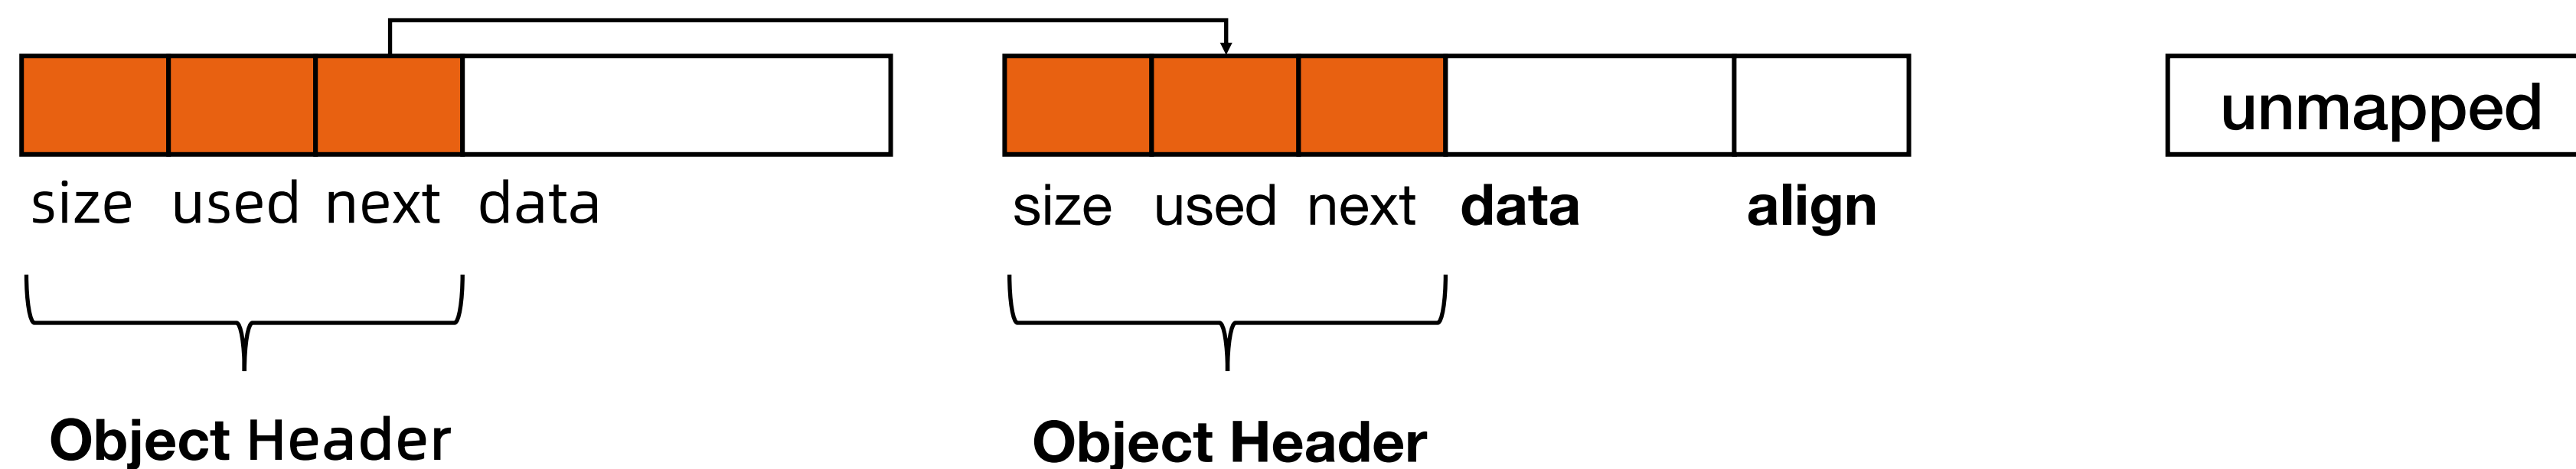 unmapped
size used next data size used next data align
Object Header Object Header